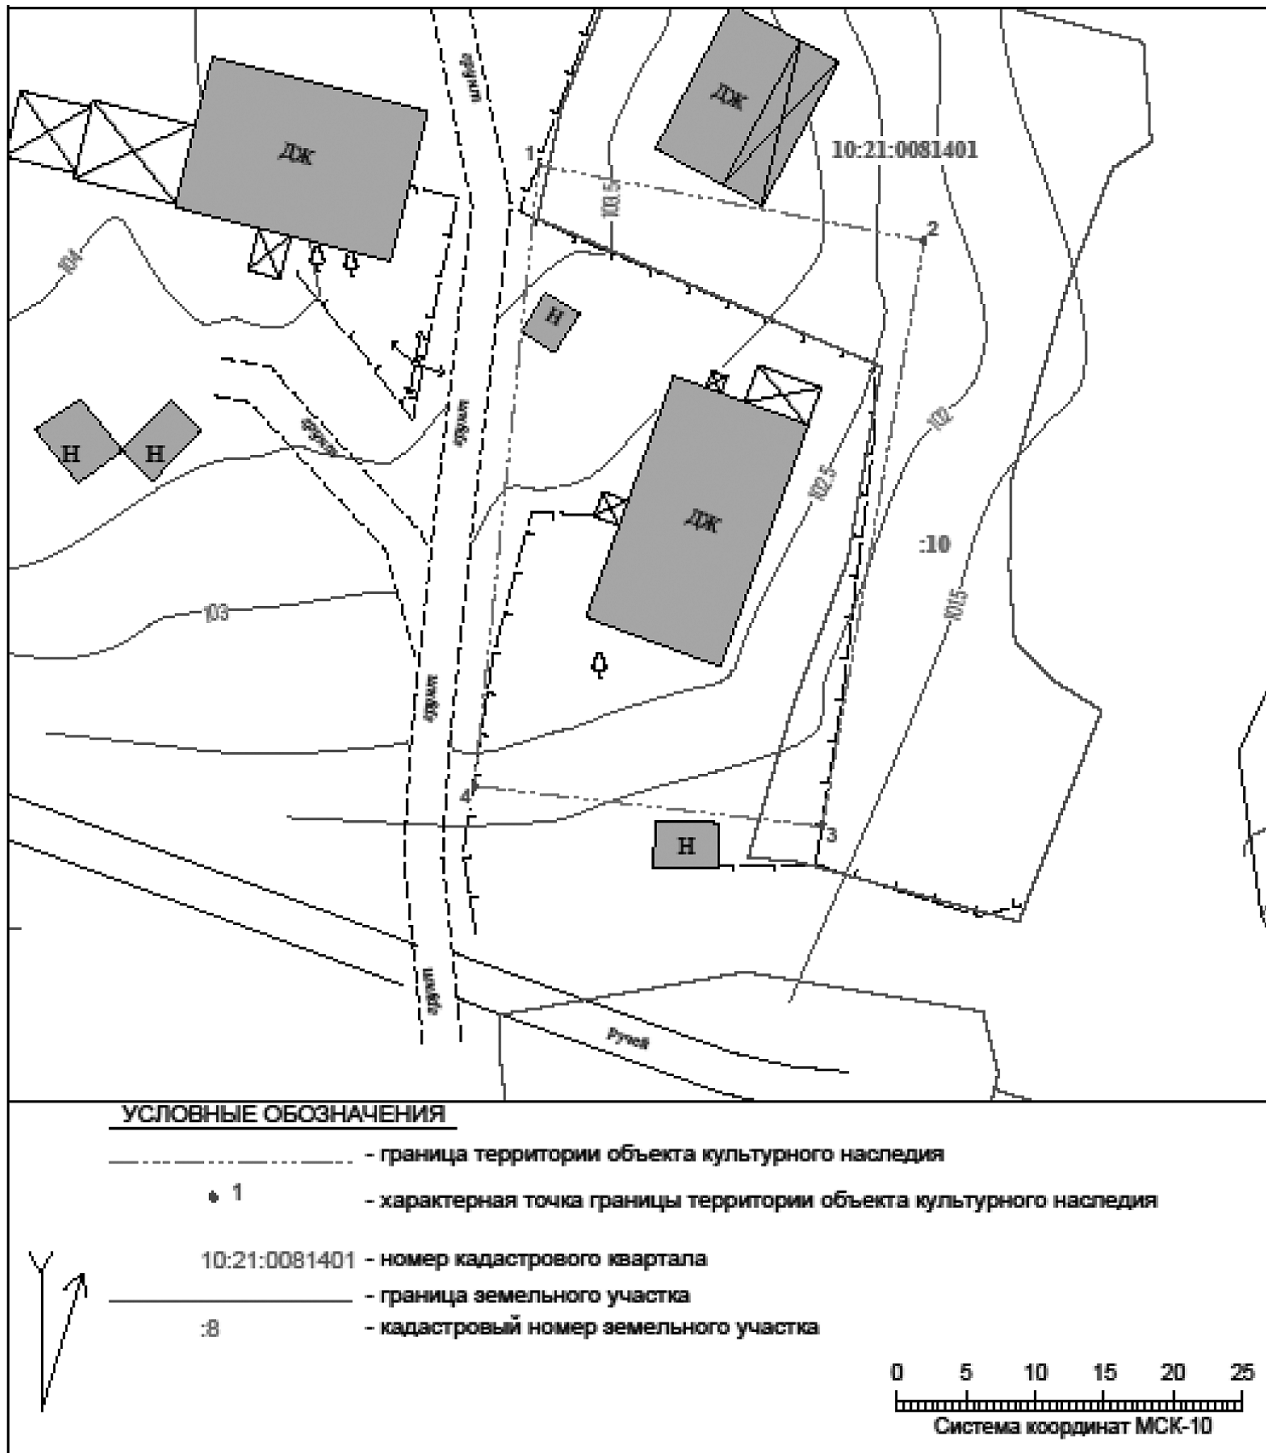 грунт
ДЖ
ДЖ
1
10:21:0081401
103.5
2
104
Н
грунт
102
грунт
Н
Н
102.5
ДЖ
:10
103
101.5
грунт
4
3
Н
грунт
Ручей
УСЛОВНЫЕ ОБОЗНАЧЕНИЯ
- граница территории объекта культурного наследия
1 - характерная точка границы территории объекта культурного наследия
10:21:0081401 - номер кадастрового квартала
- граница земельного участка
:8 - кадастровый номер земельного участка
0 5 10 15 20 25
Система координат МСК-10